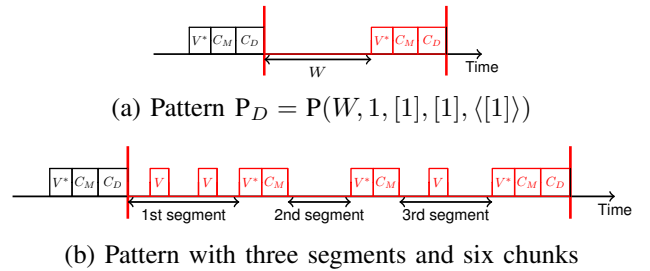 V* C_M C_D V* C_M C_D
Time
W
(a) Pattern P_D = P(W, 1, [1], [1], ⟨[1]⟩)
V* C_M C_D V V V* C_M V* C_M V V* C_M C_D
1st segment 2nd segment 3rd segment Time
(b) Pattern with three segments and six chunks